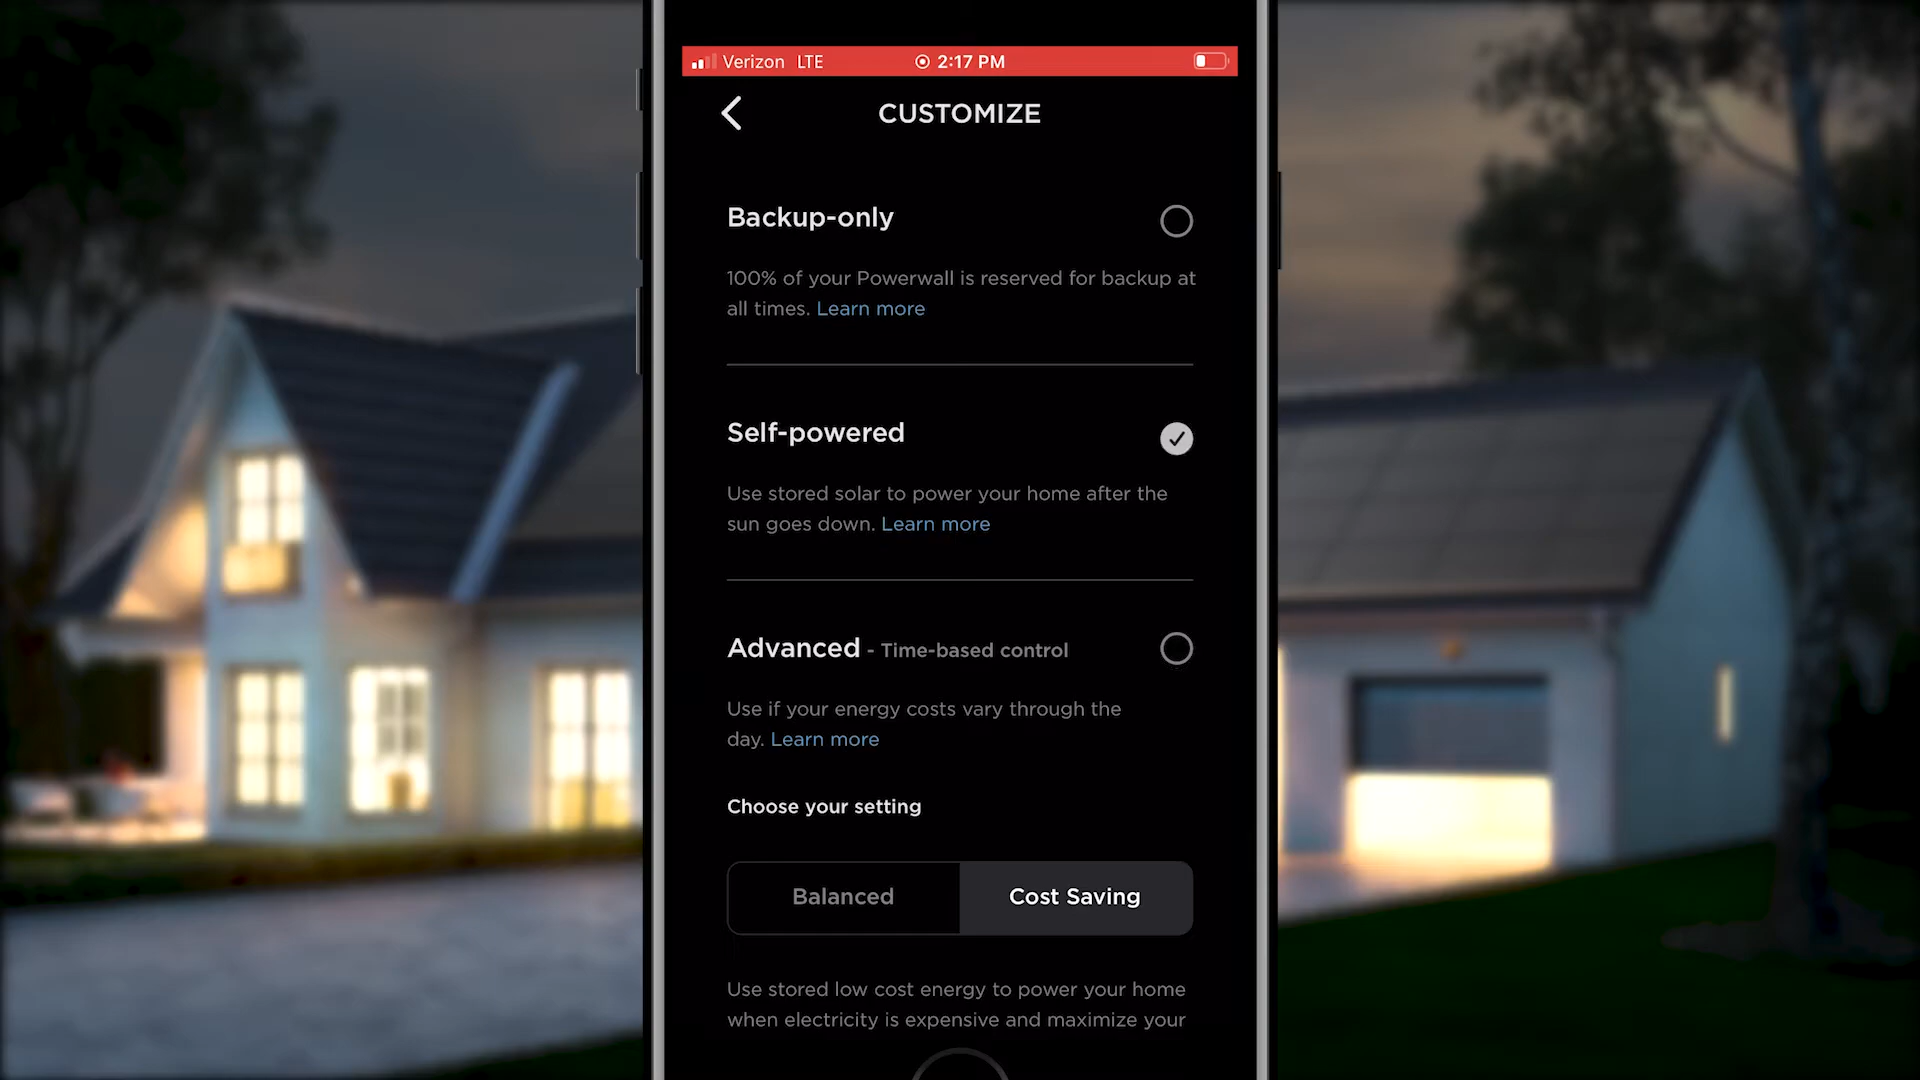 Verizon LTE 2:17 PM
CUSTOMIZE
Backup-only
100% of your Powerwall is reserved for backup at
all times. Learn more
Self-powered
Use stored solar to power your home after the
sun goes down. Learn more
Advanced - Time-based control
Use if your energy costs vary through the
day. Learn more
Choose your setting
Balanced Cost Saving
Use stored low cost energy to power your home
when electricity is expensive and maximize your